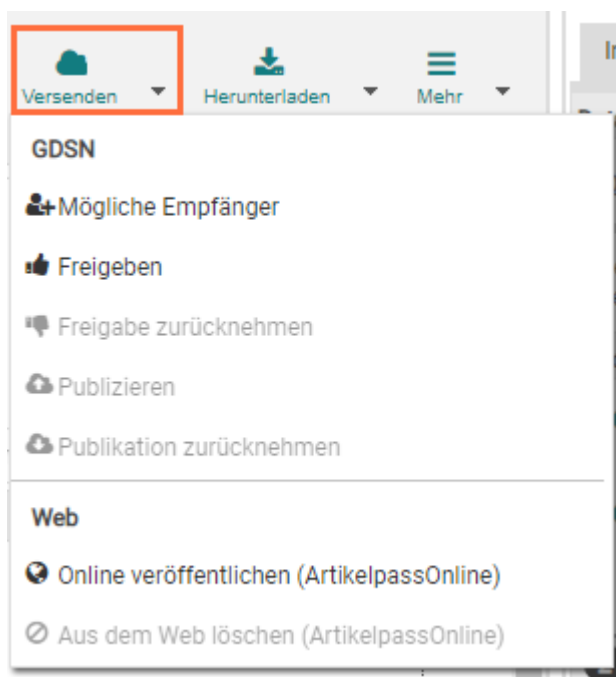 Versenden Herunterladen Mehr
GDSN
Mögliche Empfänger
Freigeben
Freigabe zurücknehmen
Publizieren
Publikation zurücknehmen
Web
Online veröffentlichen (ArtikelpassOnline)
Aus dem Web löschen (ArtikelpassOnline)